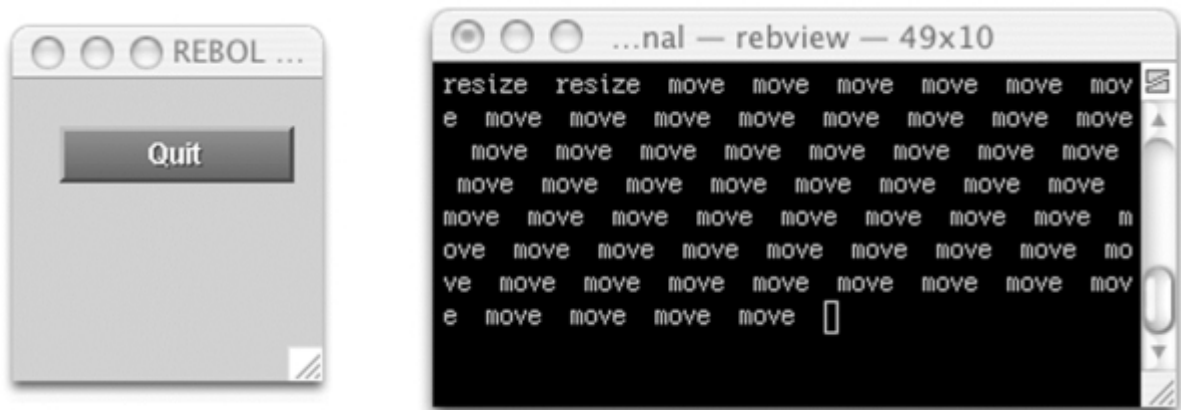 REBOL ...
Quit
...nal — rebview — 49x10
resize  resize  move  move  move  move  move  mov
e  move  move  move  move  move  move  move  move
  move  move  move  move  move  move  move  move
 move  move  move  move  move  move  move  move
move  move  move  move  move  move  move  move  m
ove  move  move  move  move  move  move  move  mo
ve  move  move  move  move  move  move  move  mov
e  move  move  move  move